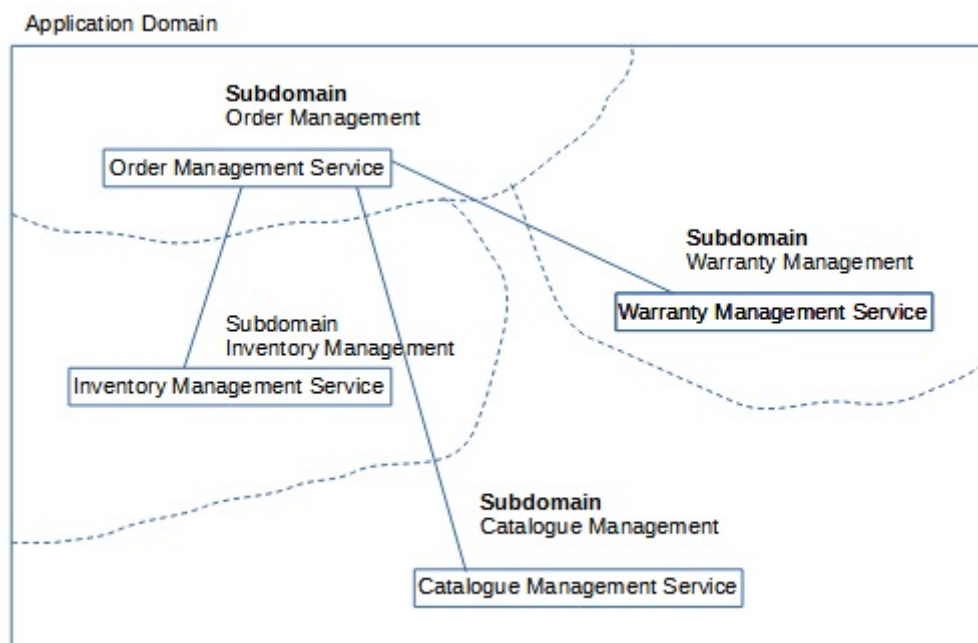 Application Domain
Subdomain
Order Management
Order Management Service
Subdomain
Warranty Management
Warranty Management Service
Subdomain
Inventory Management
Inventory Management Service
Subdomain
Catalogue Management
Catalogue Management Service